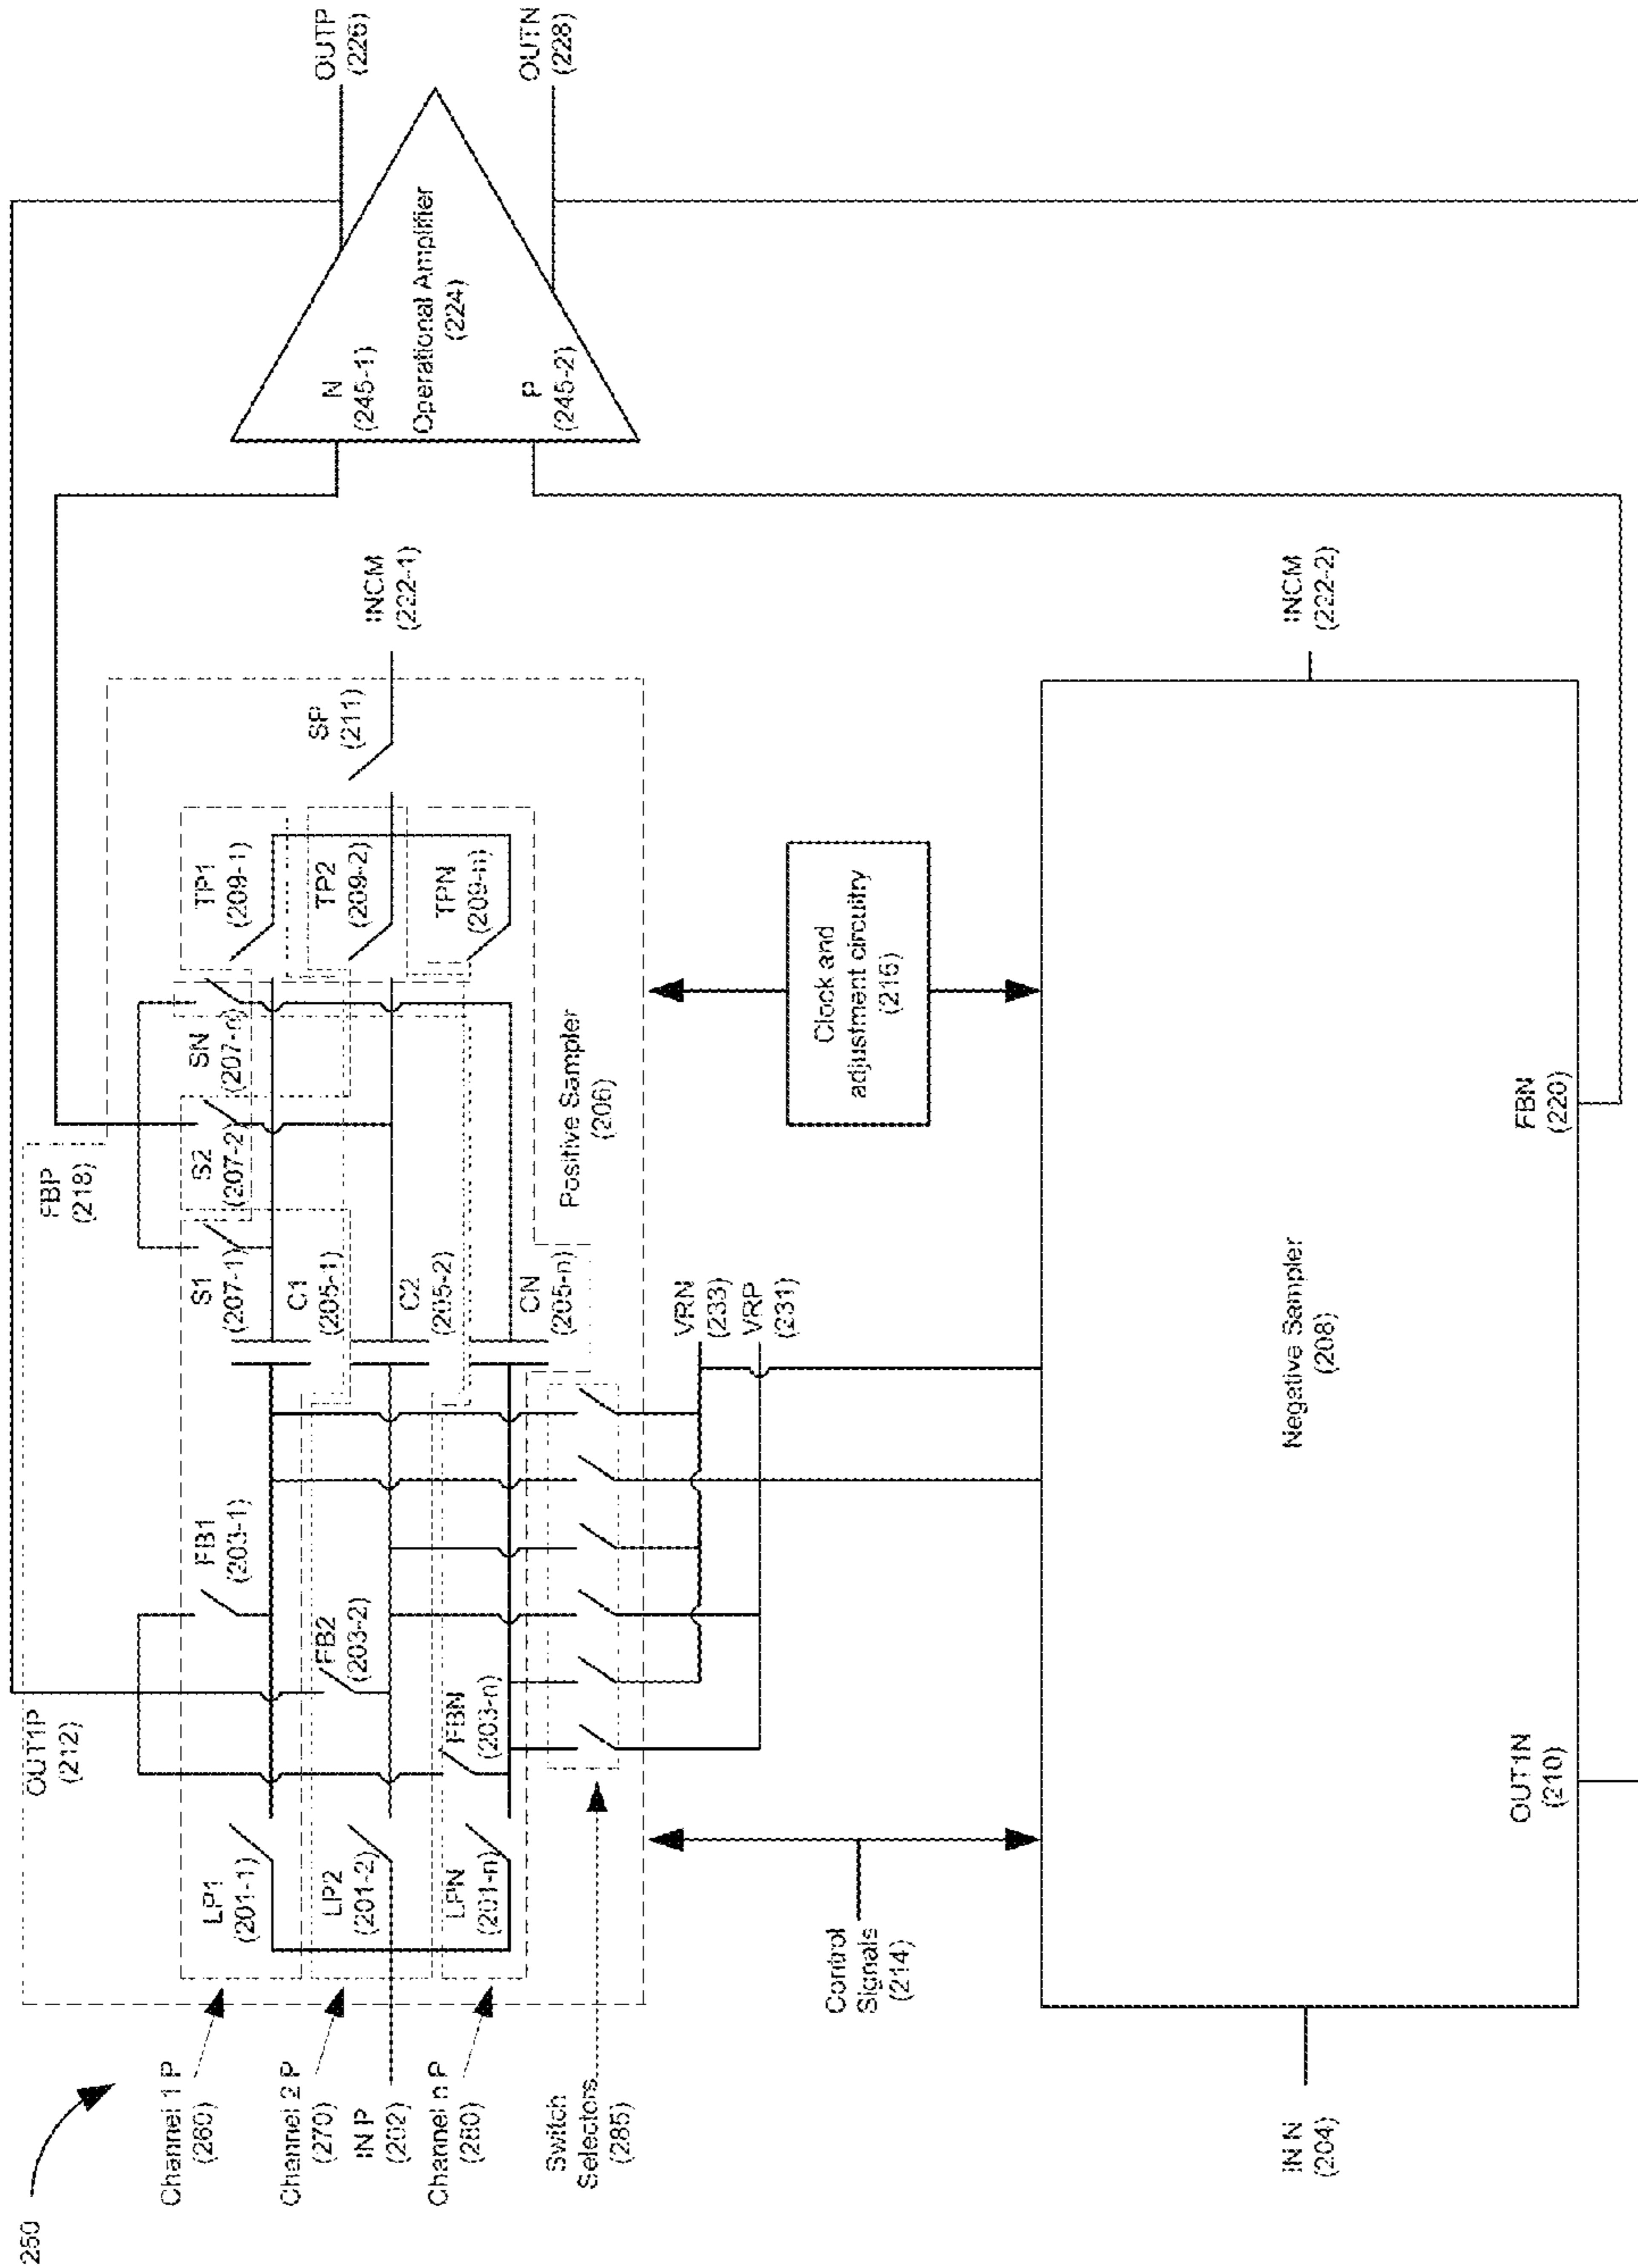 250
Channel 1 P
(260)
Channel 2 P
(270)
IN P
(202)
Channel n P
(280)
Switch
Selectors
(285)
IN N
(204)
OUT1P
(212)
LP1
(201-1)
LP2
(201-2)
LPN
(201-n)
FB1
(203-1)
FB2
(203-2)
FBN
(203-n)
FBP
(218)
S1
(207-1)
S2
(207-2)
SN
(207-n)
C1
(205-1)
C2
(205-2)
CN
(205-n)
TP1
(209-1)
TP2
(209-2)
TPN
(209-n)
SP
(211)
INCM
(222-1)
Positive Sampler
(206)
VRN
(233)
VRP
(231)
Control
Signals
(214)
Clock and
adjustment circuitry
(216)
Negative Sampler
(208)
OUT1N
(210)
FBN
(220)
INCM
(222-2)
N
(245-1)
Operational Amplifier
(224)
P
(245-2)
OUTP
(226)
OUTN
(228)